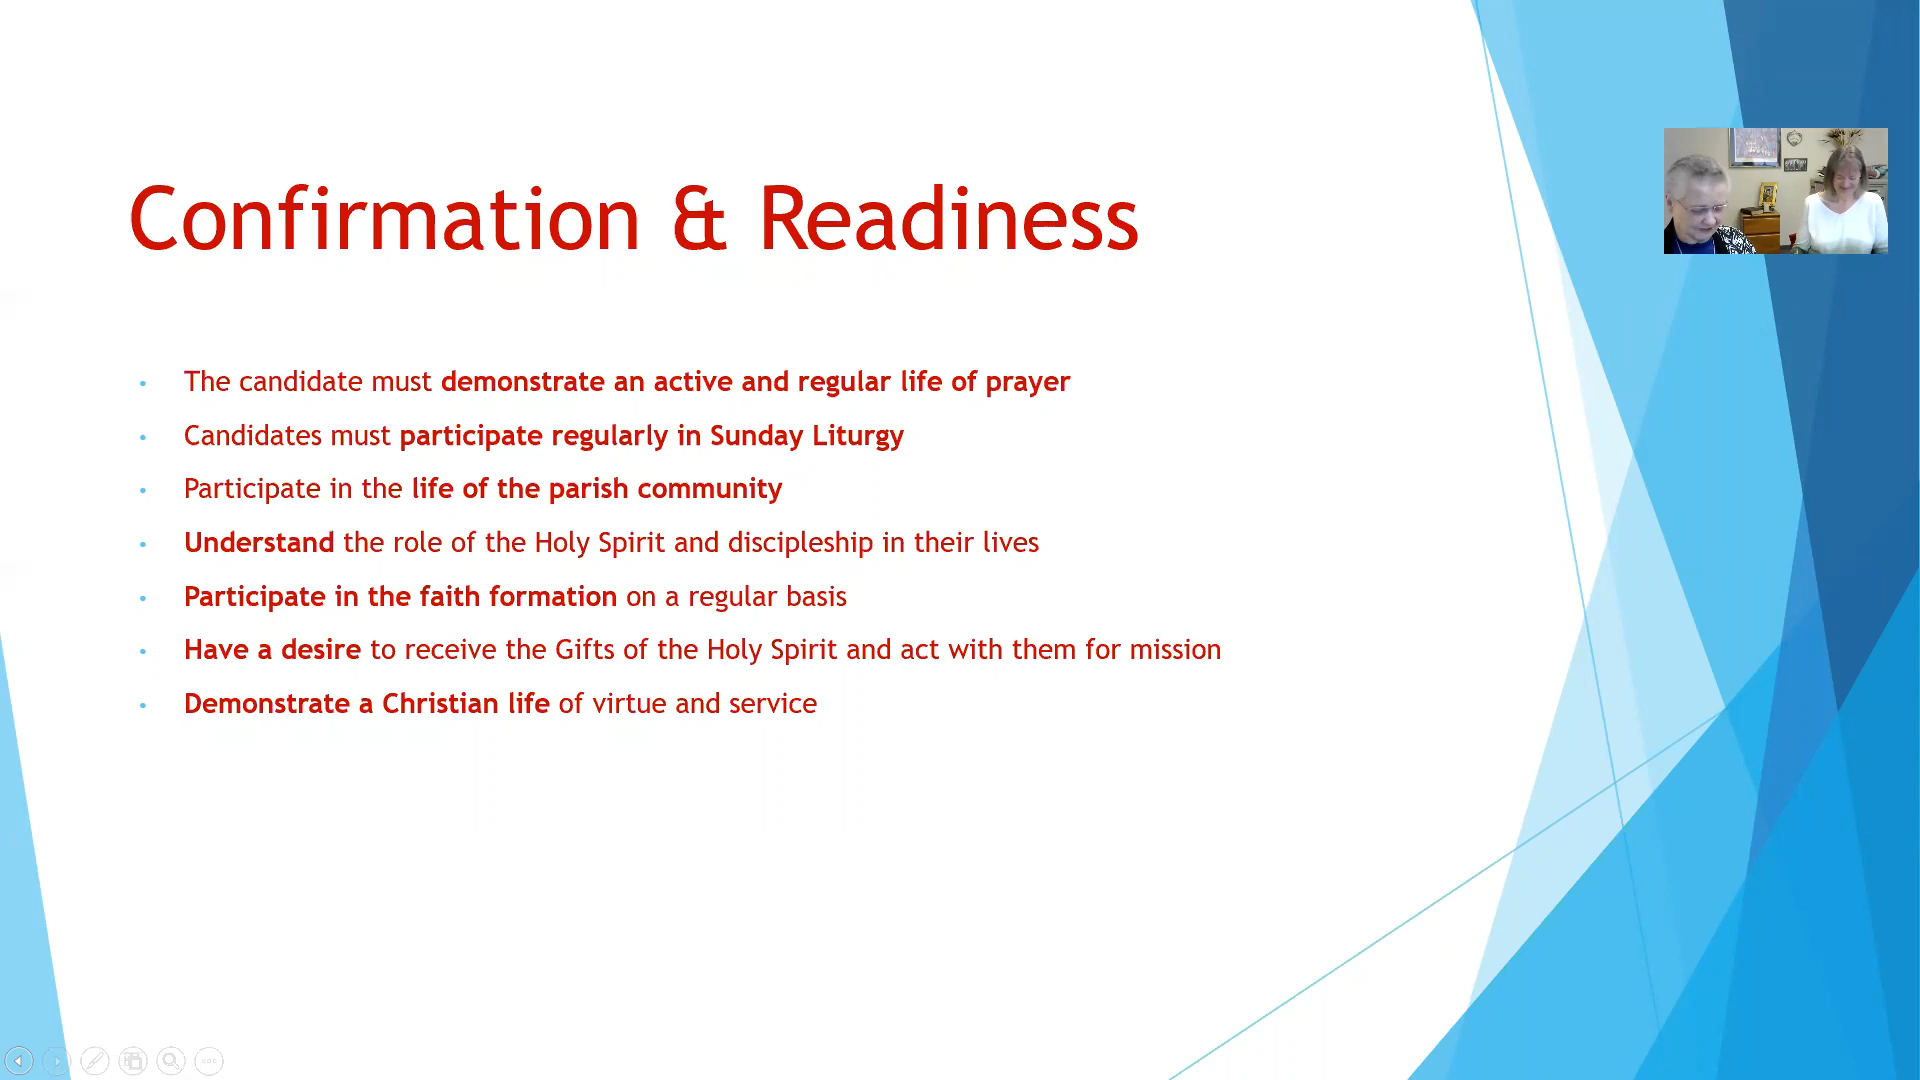 Confirmation & Readiness
The candidate must demonstrate an active and regular life of prayer
Candidates must participate regularly in Sunday Liturgy
Participate in the life of the parish community
Understand the role of the Holy Spirit and discipleship in their lives
Participate in the faith formation on a regular basis
Have a desire to receive the Gifts of the Holy Spirit and act with them for mission
Demonstrate a Christian life of virtue and service